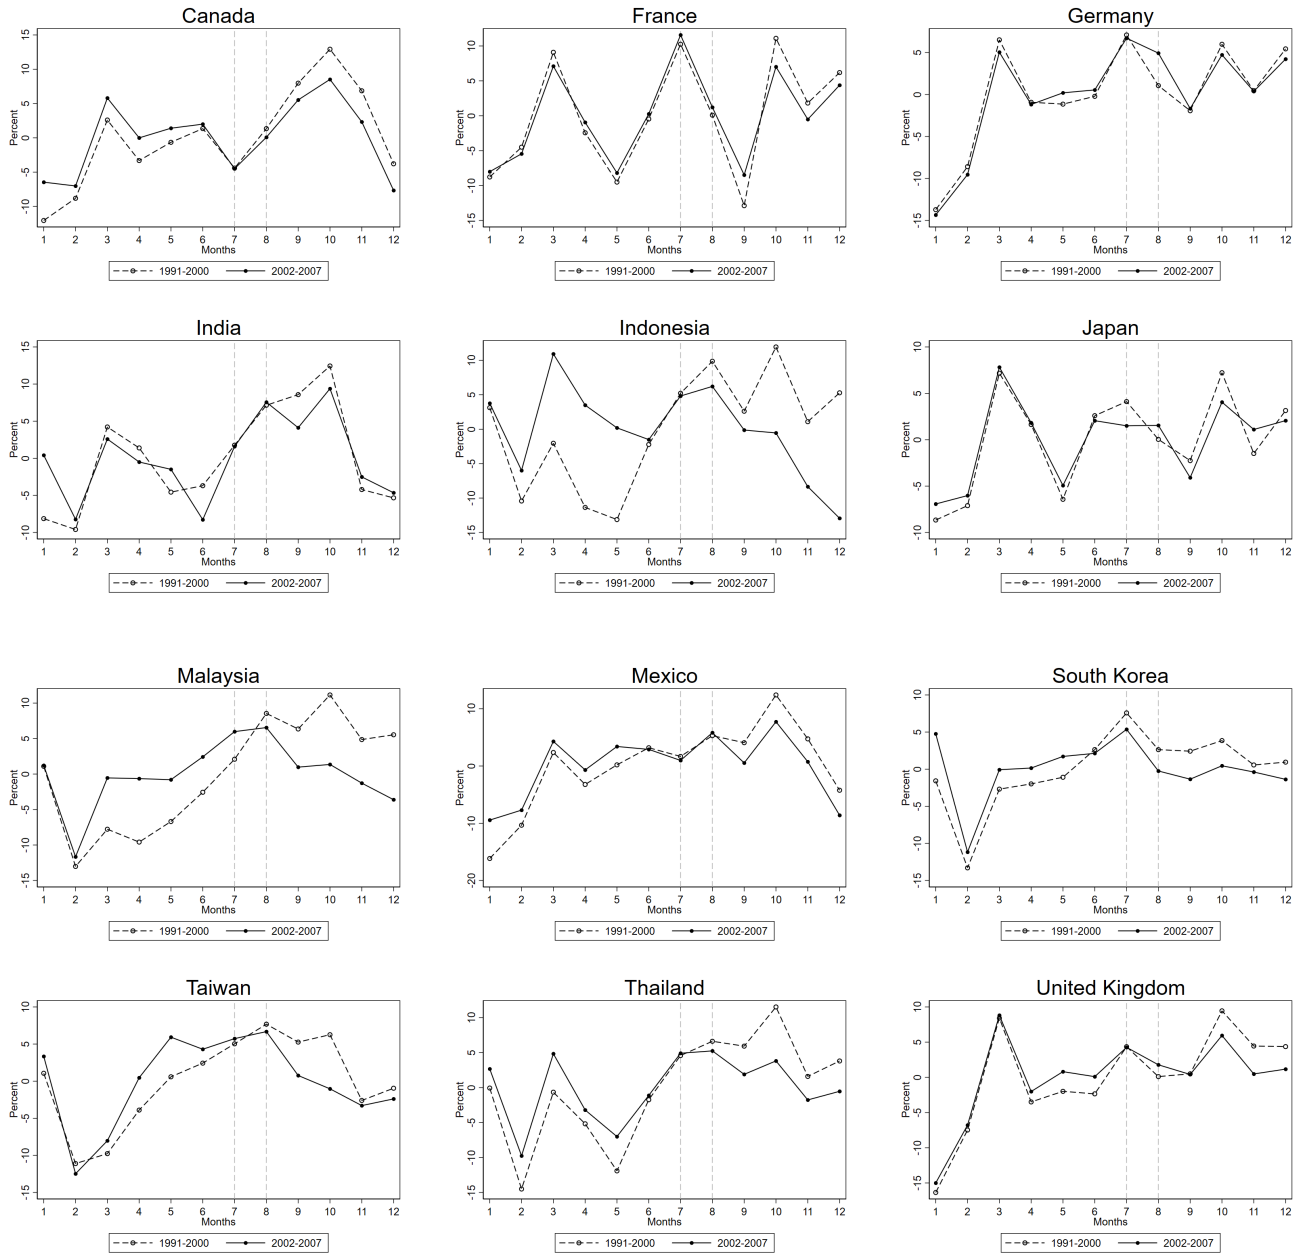 Canada
Percent
15
10
5
0
-5
-10
1 2 3 4 5 6 7 8 9 10 11 12
Months
1991-2000 2002-2007
France
Percent
10
5
0
-5
-10
-15
1 2 3 4 5 6 7 8 9 10 11 12
Months
1991-2000 2002-2007
Germany
Percent
5
0
-5
-10
-15
1 2 3 4 5 6 7 8 9 10 11 12
Months
1991-2000 2002-2007
India
Percent
15
10
5
0
-5
-10
1 2 3 4 5 6 7 8 9 10 11 12
Months
1991-2000 2002-2007
Indonesia
Percent
10
5
0
-5
-10
-15
1 2 3 4 5 6 7 8 9 10 11 12
Months
1991-2000 2002-2007
Japan
Percent
10
5
0
-5
-10
1 2 3 4 5 6 7 8 9 10 11 12
Months
1991-2000 2002-2007
Malaysia
Percent
10
5
0
-5
-10
-15
1 2 3 4 5 6 7 8 9 10 11 12
Months
1991-2000 2002-2007
Mexico
Percent
10
0
-10
-20
1 2 3 4 5 6 7 8 9 10 11 12
Months
1991-2000 2002-2007
South Korea
Percent
10
5
0
-5
-10
-15
1 2 3 4 5 6 7 8 9 10 11 12
Months
1991-2000 2002-2007
Taiwan
Percent
10
5
0
-5
-10
-15
1 2 3 4 5 6 7 8 9 10 11 12
Months
1991-2000 2002-2007
Thailand
Percent
10
5
0
-5
-10
-15
1 2 3 4 5 6 7 8 9 10 11 12
Months
1991-2000 2002-2007
United Kingdom
Percent
10
5
0
-5
-10
-15
1 2 3 4 5 6 7 8 9 10 11 12
Months
1991-2000 2002-2007